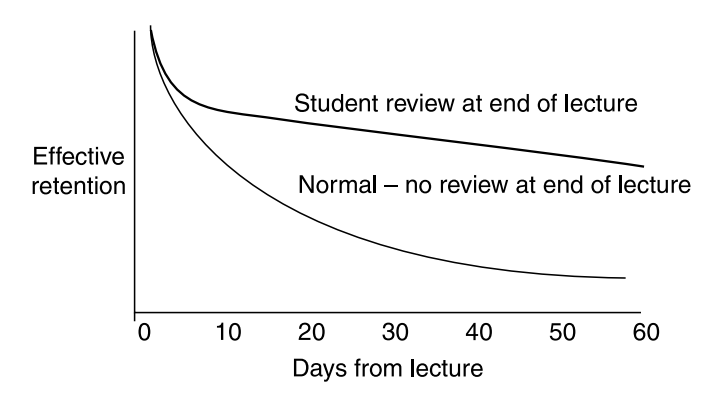 Student review at end of lecture
Effective
retention
Normal – no review at end of lecture
0 10 20 30 40 50 60
Days from lecture